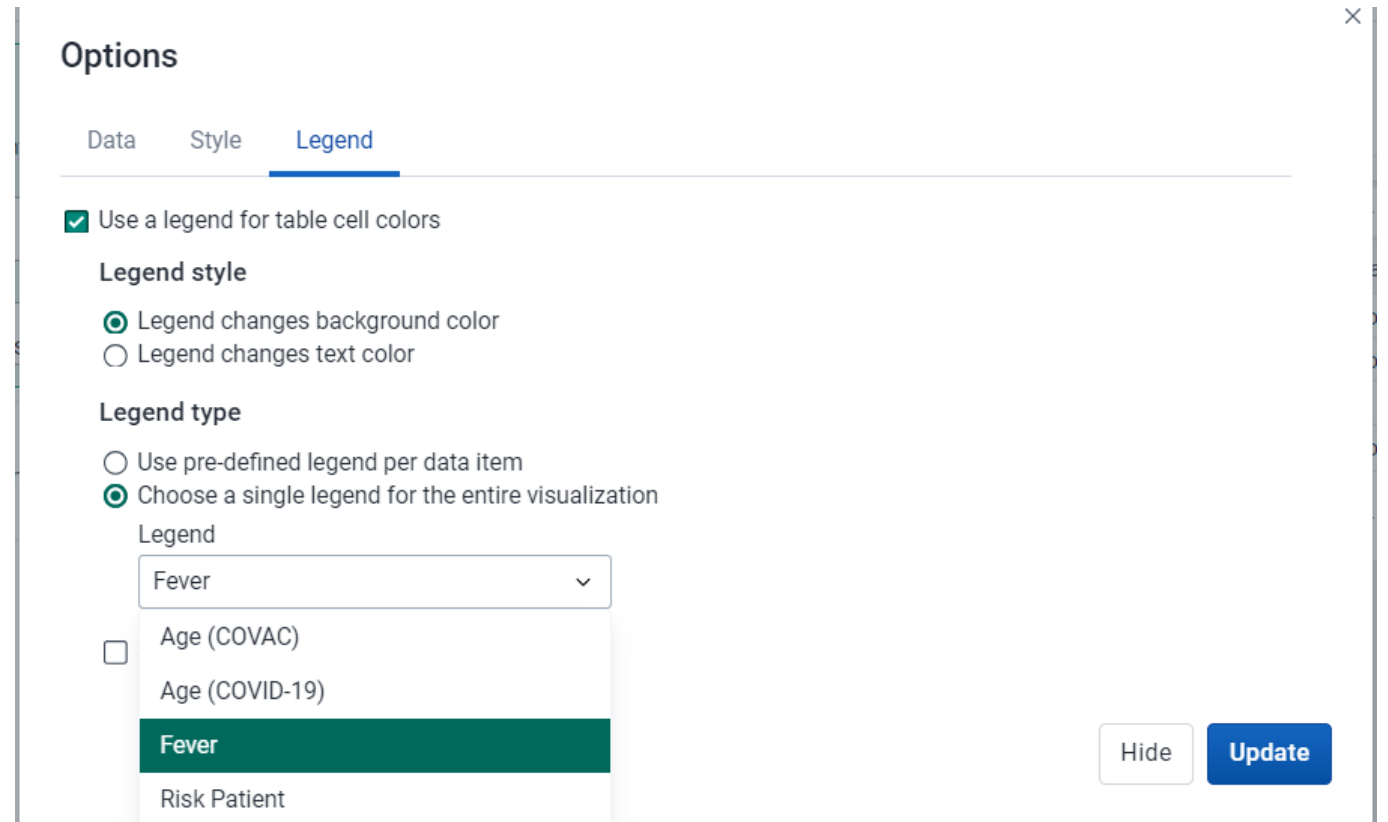 Options
Data Style Legend
Use a legend for table cell colors
Legend style
Legend changes background color
Legend changes text color
Legend type
Use pre-defined legend per data item
Choose a single legend for the entire visualization
Legend
Fever
Age (COVAC)
Age (COVID-19)
Fever
Risk Patient
Hide Update